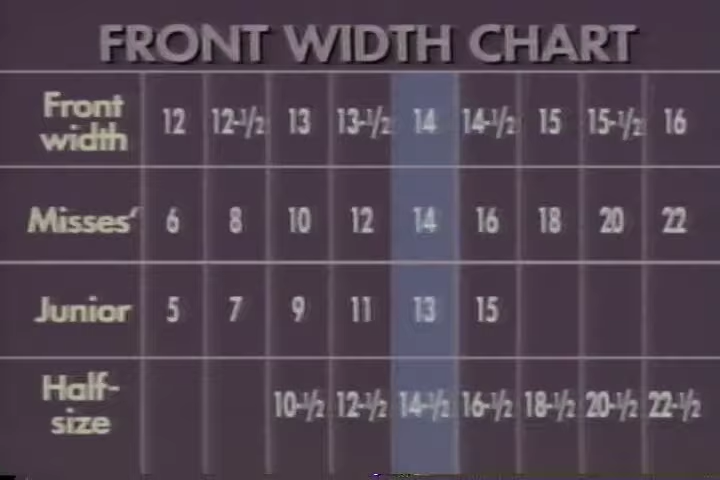 FRONT WIDTH CHART
Front width 12 12-1/2 13 13-1/2 14 14-1/2 15 15-1/2 16
Misses' 6 8 10 12 14 16 18 20 22
Junior 5 7 9 11 13 15
Half-size 10-1/2 12-1/2 14-1/2 16-1/2 18-1/2 20-1/2 22-1/2